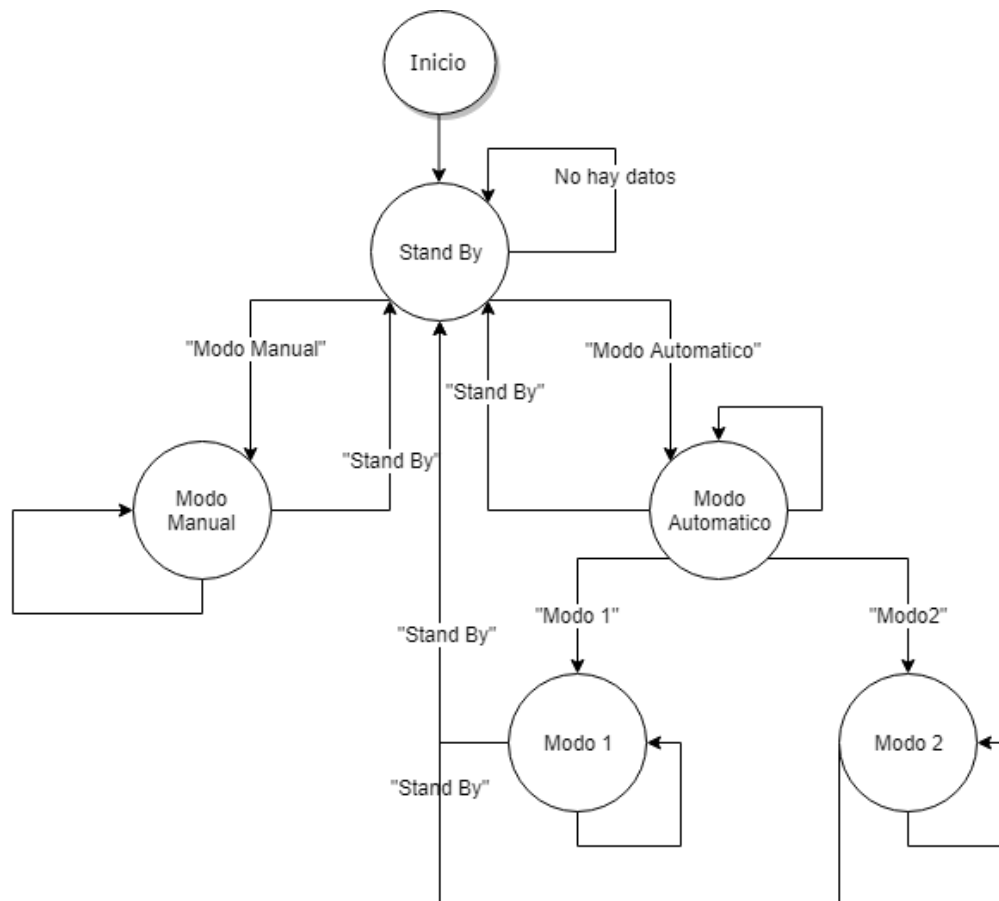 Inicio
No hay datos
Stand By
"Modo Manual"
"Modo Automatico"
"Stand By"
"Stand By"
Modo
Manual
Modo
Automatico
"Modo 1"
"Modo2"
"Stand By"
Modo 1
Modo 2
"Stand By"